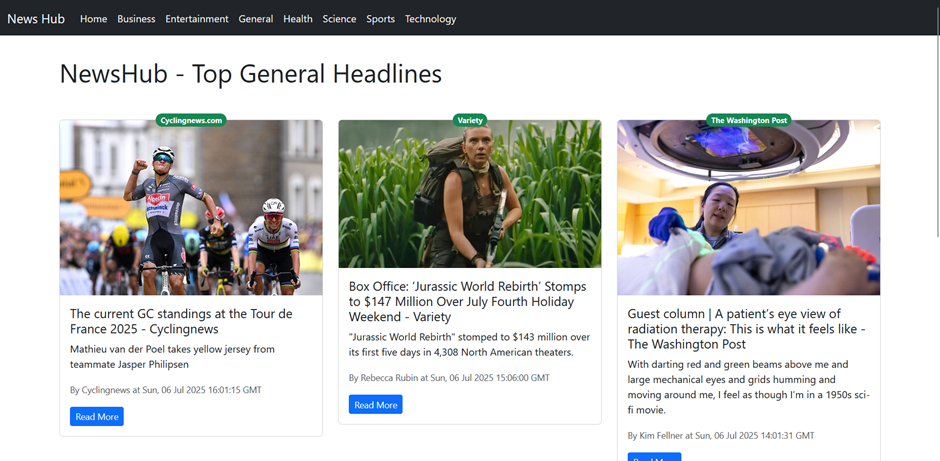 News Hub Home Business Entertainment General Health Science Sports Technology
NewsHub - Top General Headlines
Cyclingnews.com
The current GC standings at the Tour de
France 2025 - Cyclingnews
Mathieu van der Poel takes yellow jersey from
teammate Jasper Philipsen
By Cyclingnews at Sun, 06 Jul 2025 16:01:15 GMT
Read More
Variety
Box Office: ‘Jurassic World Rebirth’ Stomps
to $147 Million Over July Fourth Holiday
Weekend - Variety
"Jurassic World Rebirth" stomped to $143 million over
its first five days in 4,308 North American theaters.
By Rebecca Rubin at Sun, 06 Jul 2025 15:06:00 GMT
Read More
The Washington Post
Guest column | A patient’s eye view of
radiation therapy: This is what it feels like -
The Washington Post
With darting red and green beams above me and
large mechanical eyes and grids humming and
moving around me, I feel as though I’m in a 1950s sci-
fi movie.
By Kim Fellner at Sun, 06 Jul 2025 14:01:31 GMT
Read More